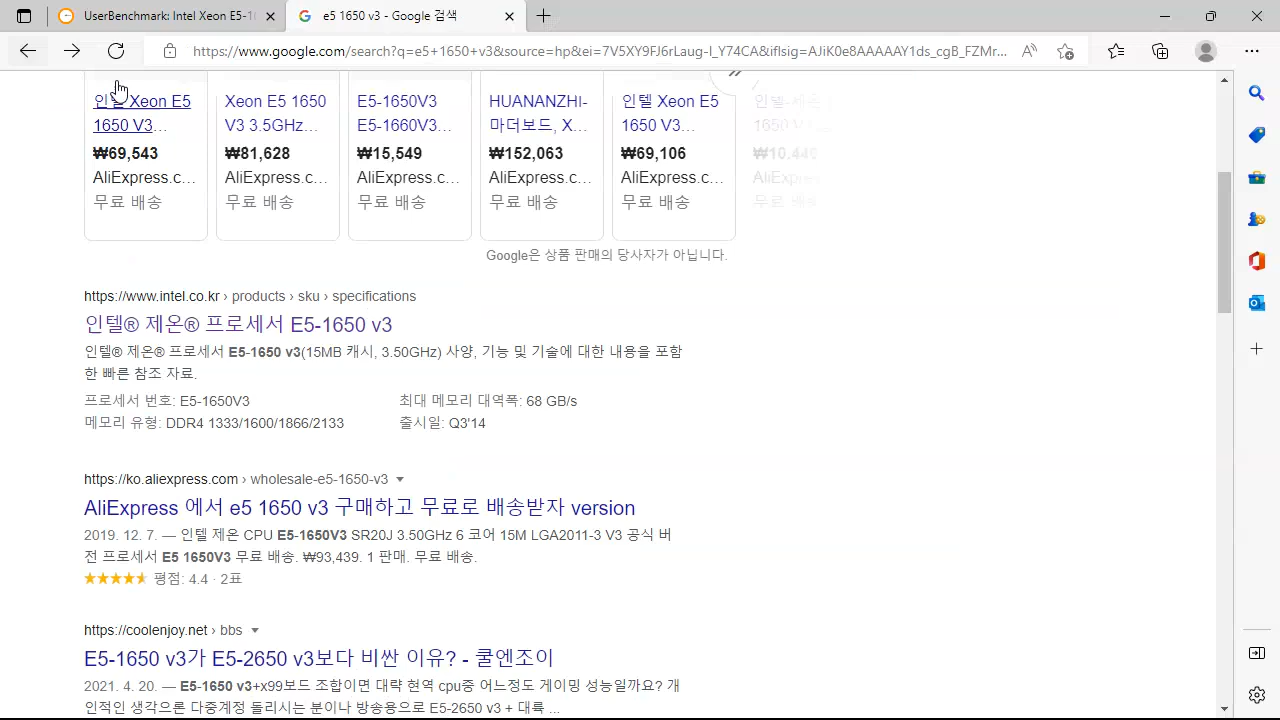 UserBenchmark: Intel Xeon E5-1
e5 1650 v3 - Google 검색
https://www.google.com/search?q=e5+1650+v3&source=hp&ei=7V5XY9FJ6rLaug-I_Y74CA&iflsig=AJiK0e8AAAAAY1ds_cgB_FZMr...
인텔 Xeon E5
1650 V3...
₩69,543
AliExpress.c...
무료 배송
Xeon E5 1650
V3 3.5GHz...
₩81,628
AliExpress.c...
무료 배송
E5-1650V3
E5-1660V3...
₩15,549
AliExpress.c...
무료 배송
HUANANZHI-
마더보드, X...
₩152,063
AliExpress.c...
무료 배송
인텔 Xeon E5
1650 V3...
₩69,106
AliExpress.c...
무료 배송
₩10,449
Google은 상품 판매의 당사자가 아닙니다.
https://www.intel.co.kr › products › sku › specifications
인텔® 제온® 프로세서 E5-1650 v3
인텔® 제온® 프로세서 E5-1650 v3(15MB 캐시, 3.50GHz) 사양, 기능 및 기술에 대한 내용을 포함
한 빠른 참조 자료.
프로세서 번호: E5-1650V3
최대 메모리 대역폭: 68 GB/s
메모리 유형: DDR4 1333/1600/1866/2133
출시일: Q3'14
https://ko.aliexpress.com › wholesale-e5-1650-v3
AliExpress 에서 e5 1650 v3 구매하고 무료로 배송받자 version
2019. 12. 7. — 인텔 제온 CPU E5-1650V3 SR20J 3.50GHz 6 코어 15M LGA2011-3 V3 공식 버
전 프로세서 E5 1650V3 무료 배송. ₩93,439. 1 판매. 무료 배송.
평점: 4.4 · 2표
https://coolenjoy.net › bbs
E5-1650 v3가 E5-2650 v3보다 비싼 이유? - 쿨엔조이
2021. 4. 20. — E5-1650 v3+x99보드 조합이면 대략 현역 cpu중 어느정도 게이밍 성능일까요? 개
인적인 생각으론 다중계정 돌리시는 분이나 방송용으로 E5-2650 v3 + 대륙 ...